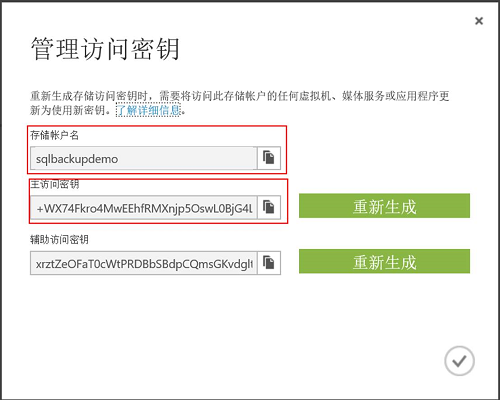 管理访问密钥
重新生成存储访问密钥时，需要将访问此存储帐户的任何虚拟机、媒体服务或应用程序更
新为使用新密钥。了解详细信息。
存储帐户名
sqlbackupdemo
主访问密钥
+WX74Fkro4MwEEhfRMXnjp5OswL0BjG4L
重新生成
辅助访问密钥
xrztZeOFaT0cWtPRDBbSBdpCQmsGKvdglt
重新生成